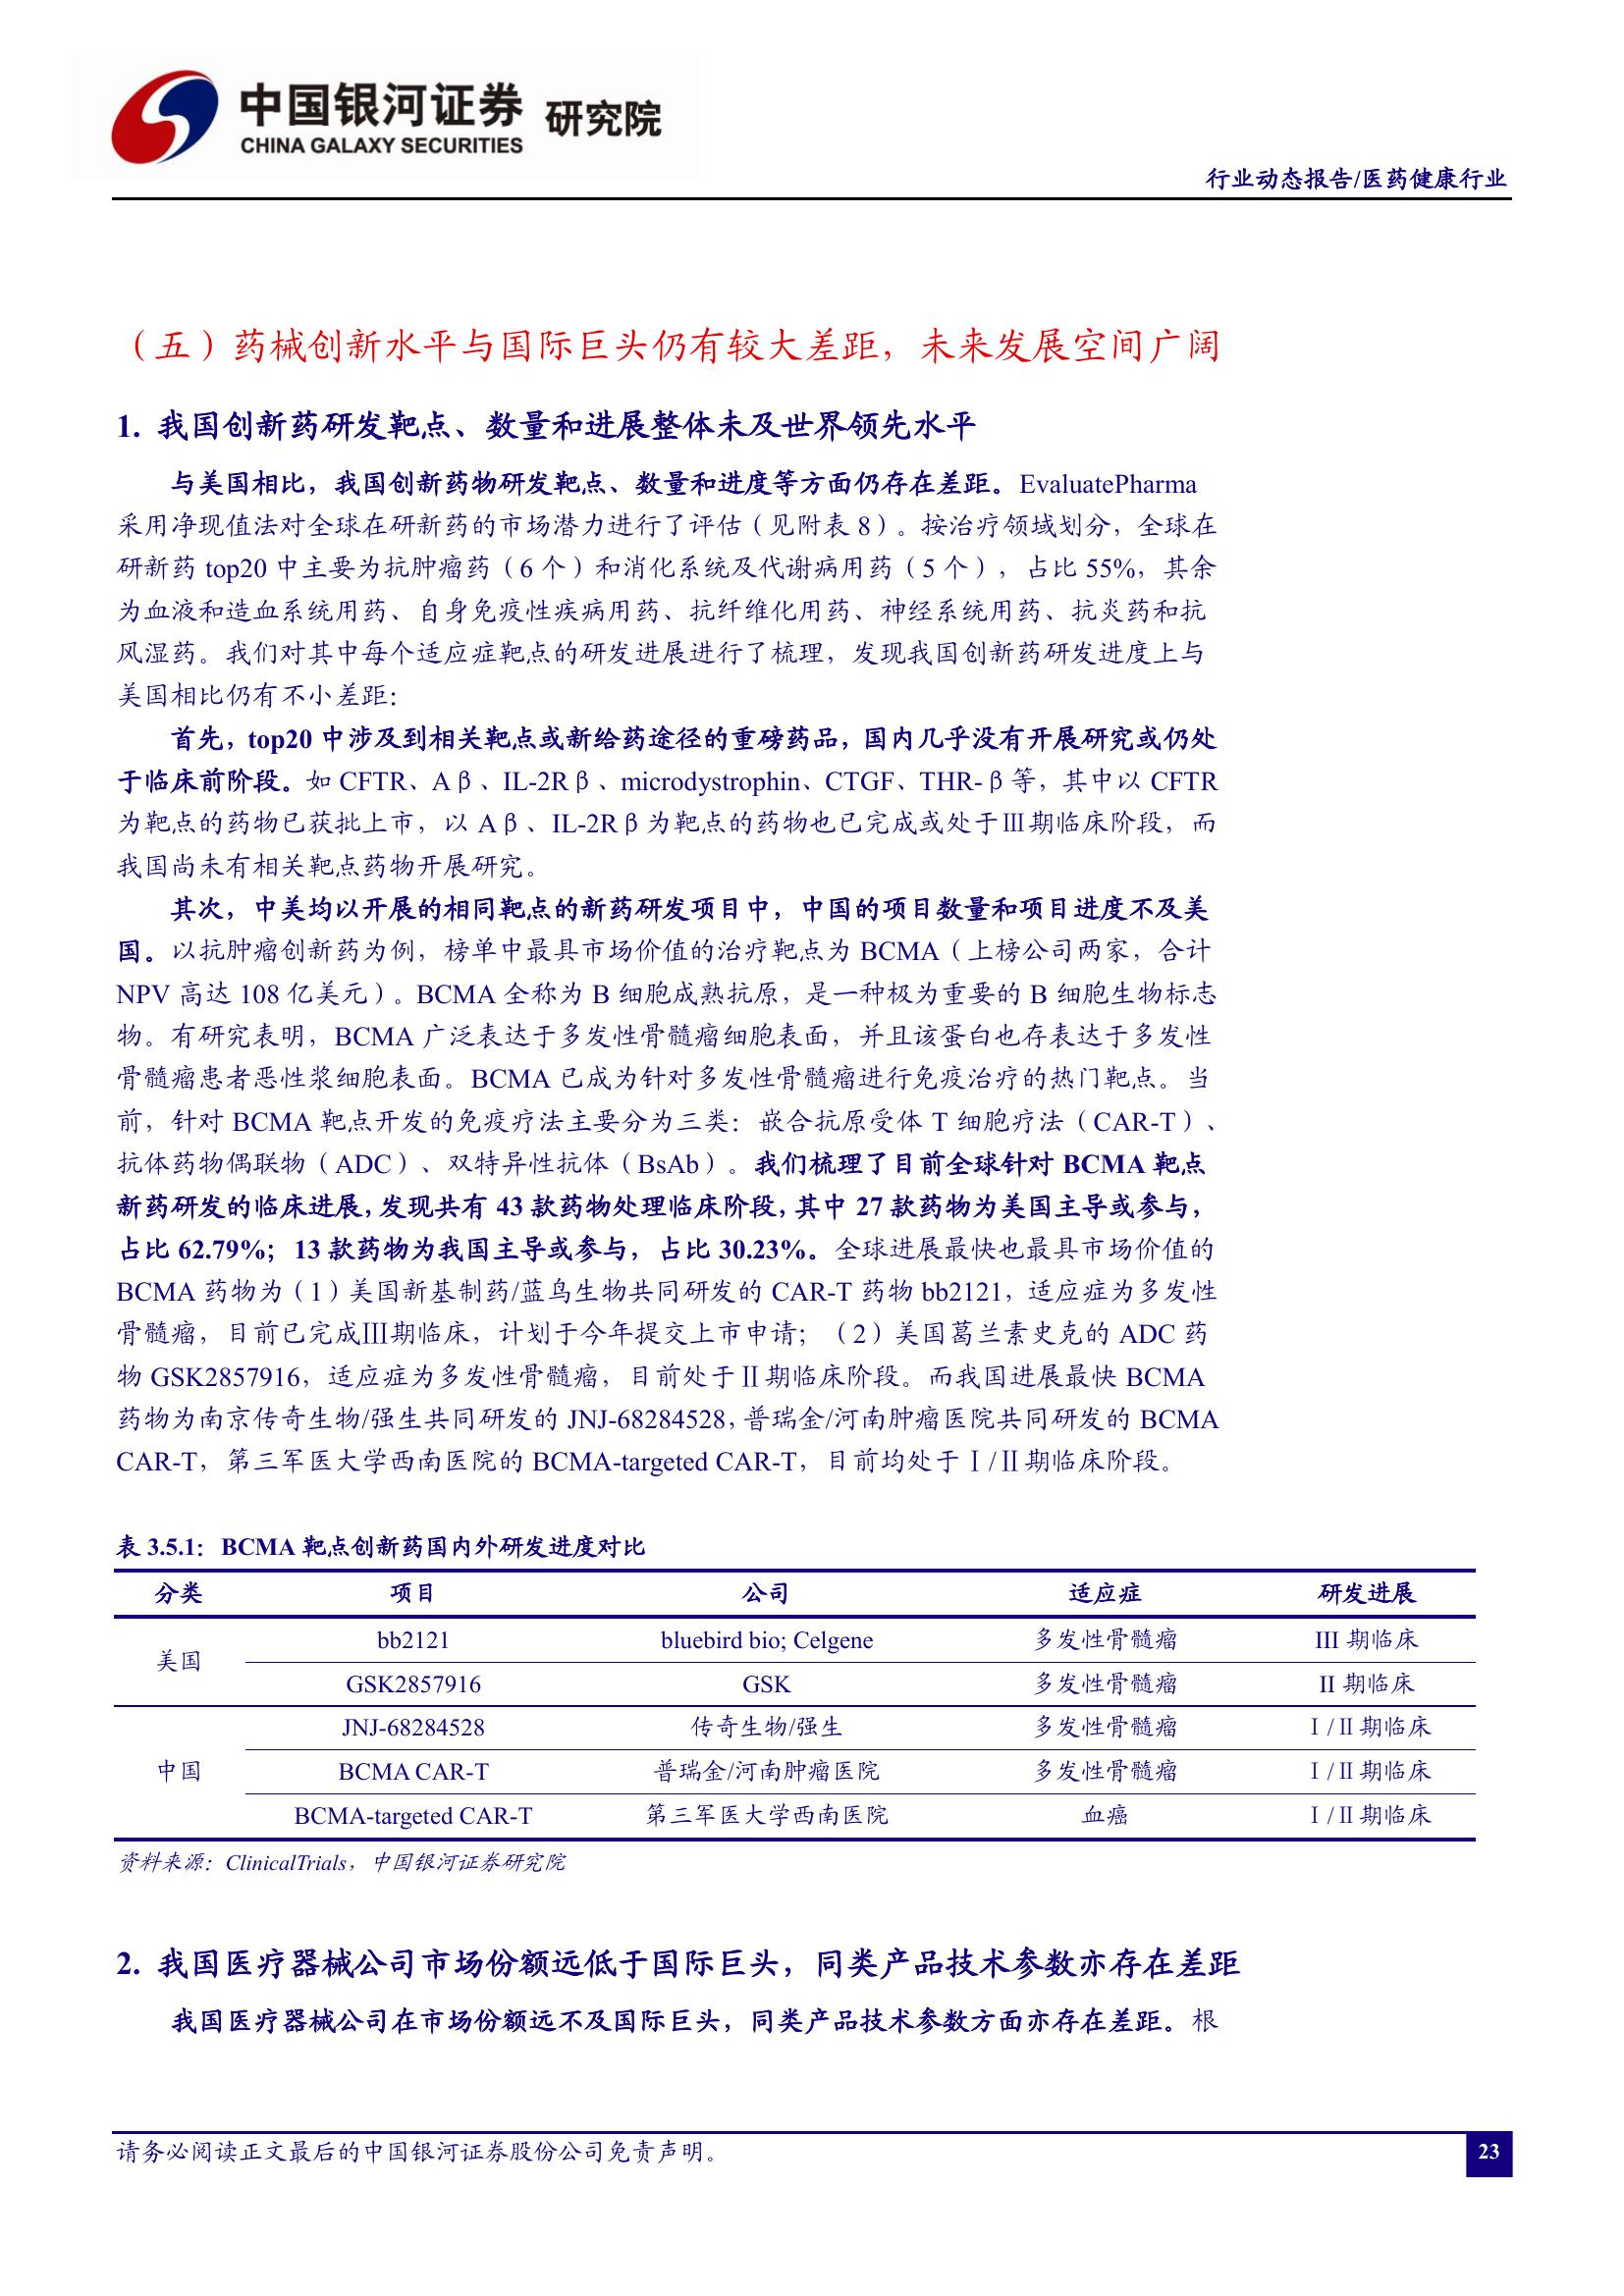 中国银河证券 研究院
CHINA GALAXY SECURITIES
行业动态报告/医药健康行业
（五）药械创新水平与国际巨头仍有较大差距，未来发展空间广阔
1. 我国创新药研发靶点、数量和进展整体未及世界领先水平
与美国相比，我国创新药物研发靶点、数量和进度等方面仍存在差距。EvaluatePharma
采用净现值法对全球在研新药的市场潜力进行了评估（见附表 8）。按治疗领域划分，全球在
研新药 top20 中主要为抗肿瘤药（6 个）和消化系统及代谢病用药（5 个），占比 55%，其余
为血液和造血系统用药、自身免疫性疾病用药、抗纤维化用药、神经系统用药、抗炎药和抗
风湿药。我们对其中每个适应症靶点的研发进展进行了梳理，发现我国创新药研发进度上与
美国相比仍有不小差距：
首先，top20 中涉及到相关靶点或新给药途径的重磅药品，国内几乎没有开展研究或仍处
于临床前阶段。如 CFTR、Aβ、IL-2Rβ、microdystrophin、CTGF、THR-β等，其中以 CFTR
为靶点的药物已获批上市，以 Aβ、IL-2Rβ为靶点的药物也已完成或处于Ⅲ期临床阶段，而
我国尚未有相关靶点药物开展研究。
其次，中美均以开展的相同靶点的新药研发项目中，中国的项目数量和项目进度不及美
国。以抗肿瘤创新药为例，榜单中最具市场价值的治疗靶点为 BCMA（上榜公司两家，合计
NPV 高达 108 亿美元）。BCMA 全称为 B 细胞成熟抗原，是一种极为重要的 B 细胞生物标志
物。有研究表明，BCMA 广泛表达于多发性骨髓瘤细胞表面，并且该蛋白也存表达于多发性
骨髓瘤患者恶性浆细胞表面。BCMA 已成为针对多发性骨髓瘤进行免疫治疗的热门靶点。当
前，针对 BCMA 靶点开发的免疫疗法主要分为三类：嵌合抗原受体 T 细胞疗法（CAR-T）、
抗体药物偶联物（ADC）、双特异性抗体（BsAb）。我们梳理了目前全球针对 BCMA 靶点
新药研发的临床进展，发现共有 43 款药物处理临床阶段，其中 27 款药物为美国主导或参与，
占比 62.79%；13 款药物为我国主导或参与，占比 30.23%。全球进展最快也最具市场价值的
BCMA 药物为（1）美国新基制药/蓝鸟生物共同研发的 CAR-T 药物 bb2121，适应症为多发性
骨髓瘤，目前已完成Ⅲ期临床，计划于今年提交上市申请；（2）美国葛兰素史克的 ADC 药
物 GSK2857916，适应症为多发性骨髓瘤，目前处于Ⅱ期临床阶段。而我国进展最快 BCMA
药物为南京传奇生物/强生共同研发的 JNJ-68284528，普瑞金/河南肿瘤医院共同研发的 BCMA
CAR-T，第三军医大学西南医院的 BCMA-targeted CAR-T，目前均处于Ⅰ/Ⅱ期临床阶段。
表 3.5.1：BCMA 靶点创新药国内外研发进度对比
分类 项目 公司 适应症 研发进展
美国 bb2121 bluebird bio; Celgene 多发性骨髓瘤 III 期临床
GSK2857916 GSK 多发性骨髓瘤 II 期临床
中国 JNJ-68284528 传奇生物/强生 多发性骨髓瘤 Ⅰ/Ⅱ期临床
BCMA CAR-T 普瑞金/河南肿瘤医院 多发性骨髓瘤 Ⅰ/Ⅱ期临床
BCMA-targeted CAR-T 第三军医大学西南医院 血癌 Ⅰ/Ⅱ期临床
资料来源：ClinicalTrials，中国银河证券研究院
2. 我国医疗器械公司市场份额远低于国际巨头，同类产品技术参数亦存在差距
我国医疗器械公司在市场份额远不及国际巨头，同类产品技术参数方面亦存在差距。根
请务必阅读正文最后的中国银河证券股份公司免责声明。
23